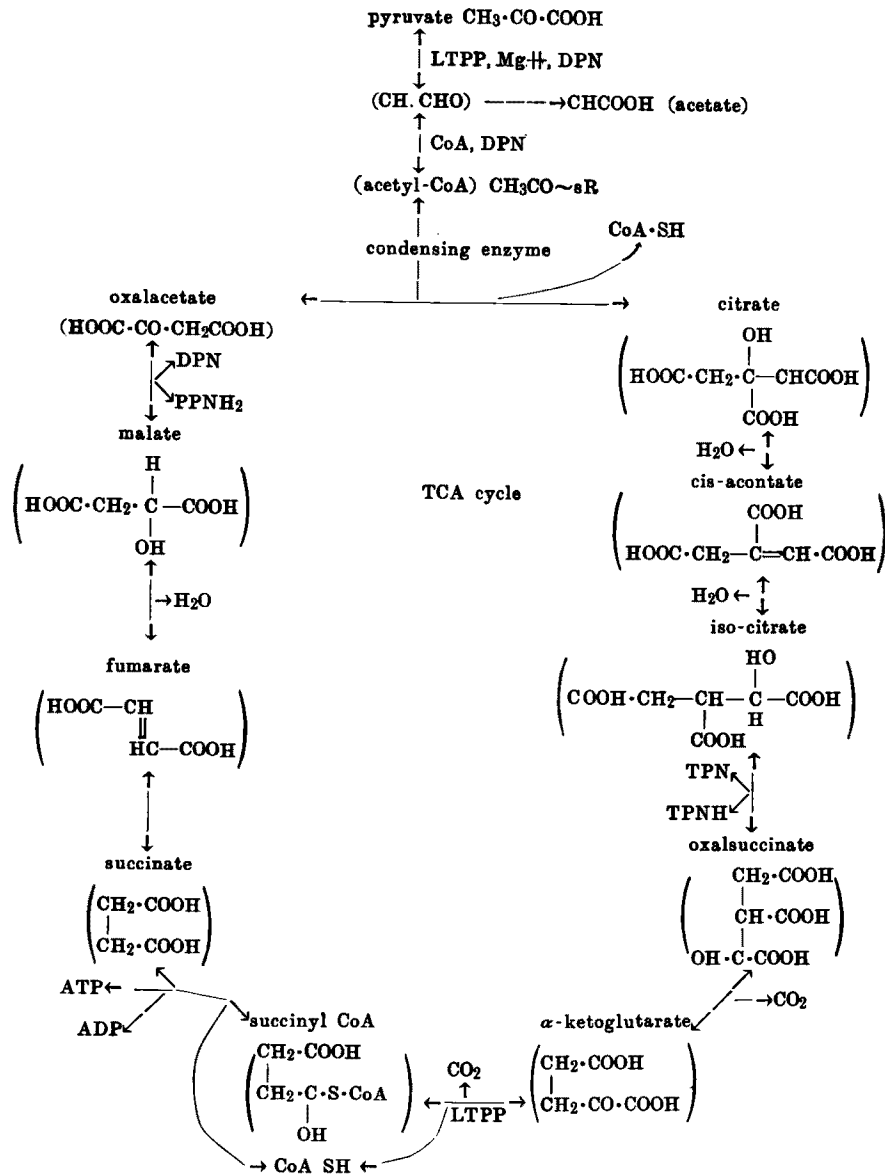 pyruvate CH₃·CO·COOH
LTPP, Mg++, DPN
(CH.CHO) → CHCOOH (acetate)
CoA, DPN
(acetyl-CoA) CH₃CO~sR
CoA·SH
condensing enzyme
oxalacetate
(HOOC·CO·CH₂COOH)
DPN
PPNH₂
malate
H
HOOC·CH₂·C—COOH
OH
→H₂O
fumarate
HOOC—CH
HC—COOH
succinate
CH₂·COOH
CH₂·COOH
ATP←
ADP
succinyl CoA
CH₂·COOH
CH₂·C·S·CoA
OH
→ CoA SH ←
TCA cycle
citrate
OH
HOOC·CH₂·C—CHCOOH
COOH
H₂O←
cis-acontate
COOH
HOOC·CH₂—C=CH·COOH
H₂O←
iso-citrate
HO
COOH·CH₂—CH—C—COOH
H
COOH
TPN
TPNH
oxalsuccinate
CH₂·COOH
CH·COOH
OH·C·COOH
→CO₂
α-ketoglutarate
CH₂·COOH
CH₂·CO·COOH
CO₂
LTPP